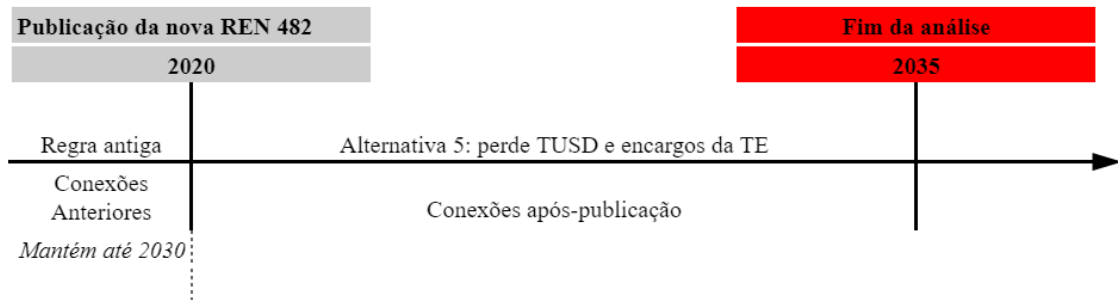 Publicação da nova REN 482
2020
Fim da análise
2035
Regra antiga
Alternativa 5: perde TUSD e encargos da TE
Conexões
Anteriores
Conexões após-publicação
Mantém até 2030